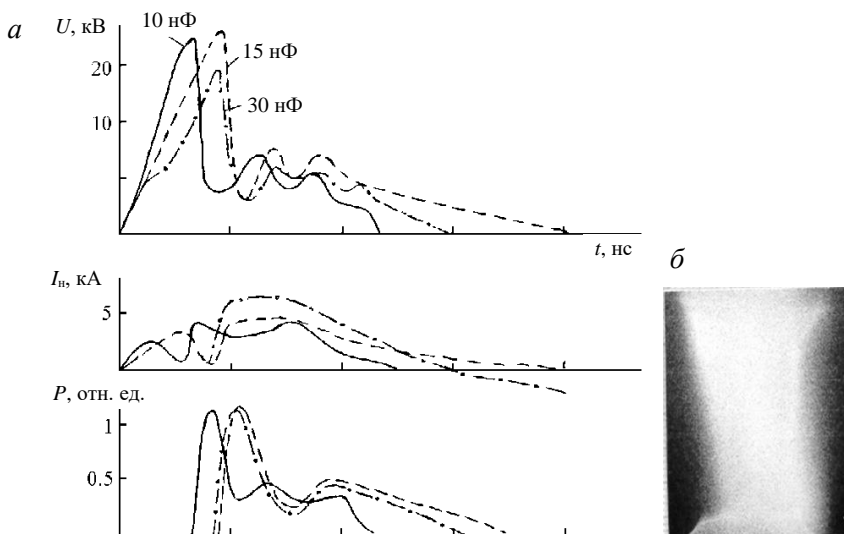 а
U, кВ
10 нФ
20
15 нФ
30 нФ
10
t, нс
б
Iн, кА
5
P, отн. ед.
1
0.5